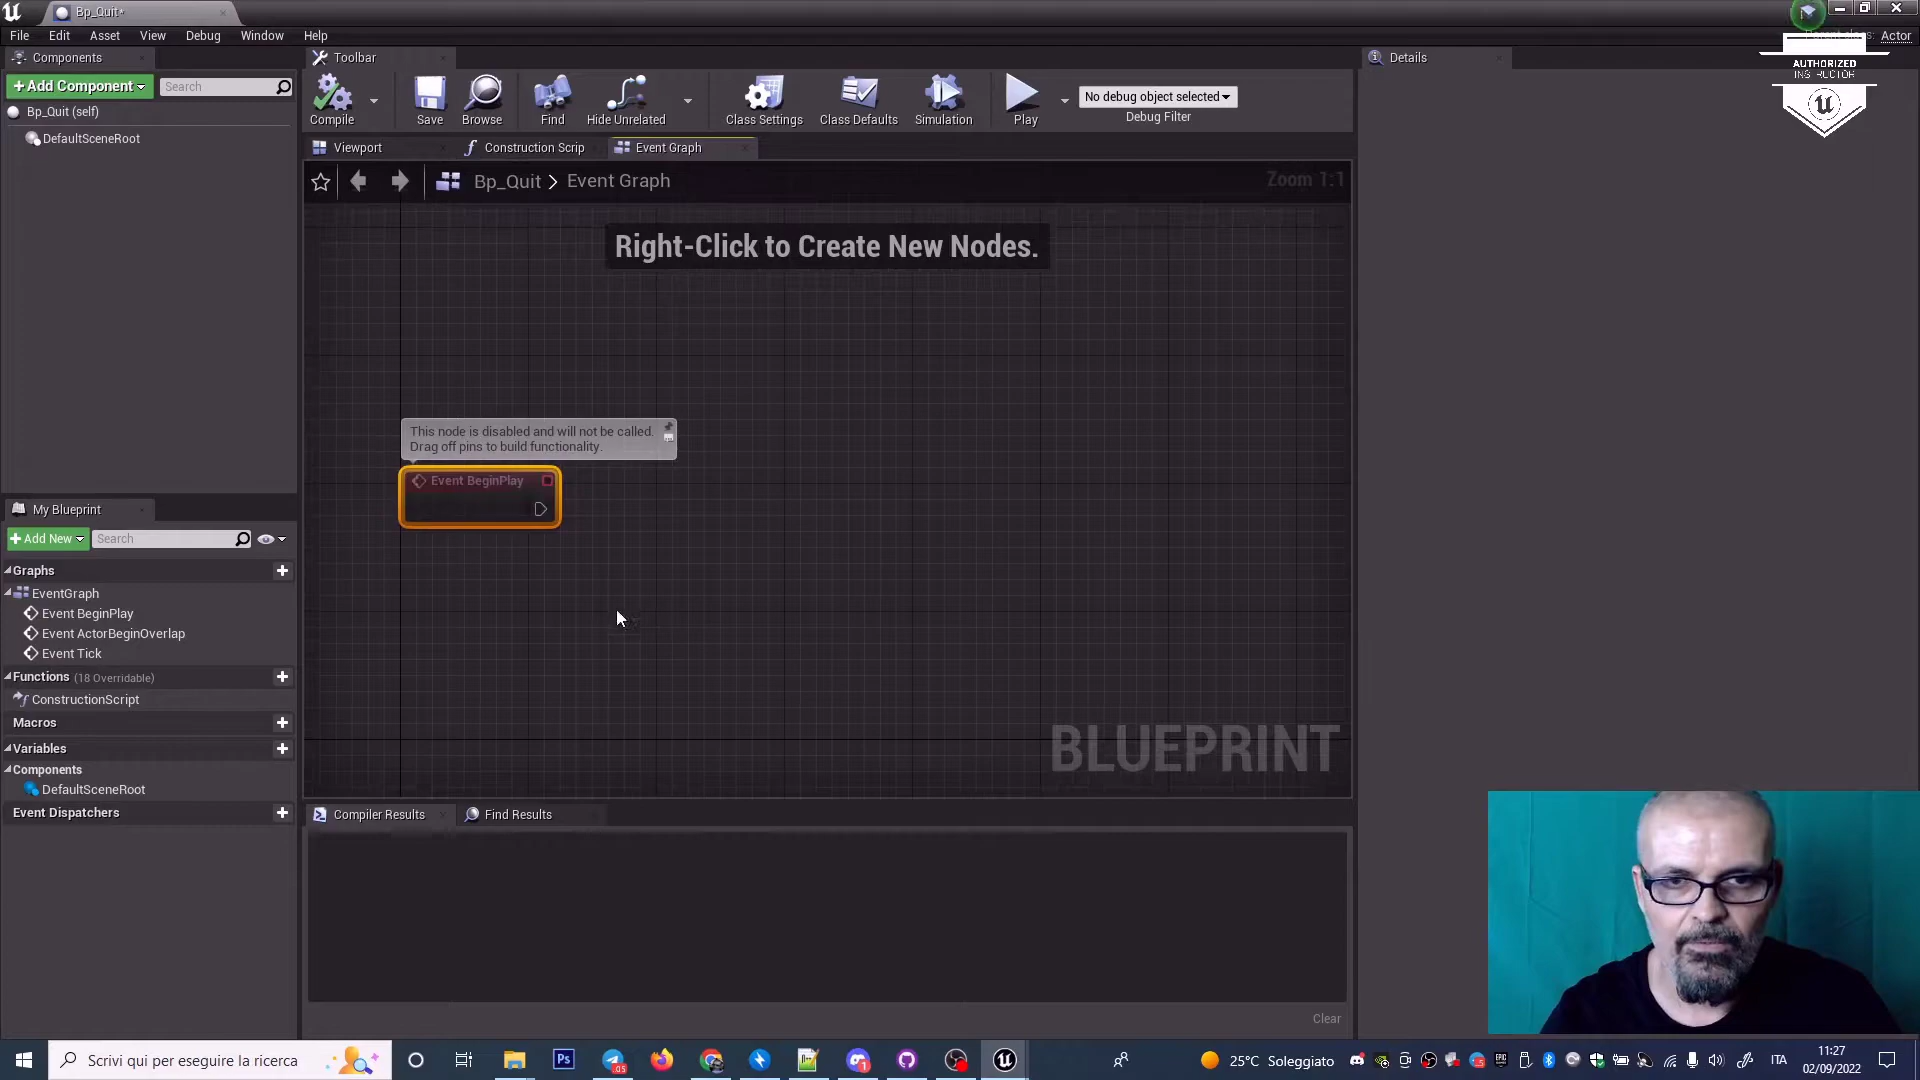 Bp_Quit*
File Edit Asset View Debug Window Help
Parent class: Actor
AUTHORIZED
INSTRUCTOR
Components
Toolbar
Details
+Add Component
Search
Bp_Quit (self)
DefaultSceneRoot
Compile
Save
Browse
Find
Hide Unrelated
Class Settings
Class Defaults
Simulation
Play
No debug object selected
Debug Filter
Viewport
Construction Scrip
Event Graph
Bp_Quit > Event Graph
Zoom 1:1
Right-Click to Create New Nodes.
This node is disabled and will not be called.
Drag off pins to build functionality.
Event BeginPlay
BLUEPRINT
My Blueprint
+Add New
Search
Graphs
EventGraph
Event BeginPlay
Event ActorBeginOverlap
Event Tick
Functions (18 Overridable)
ConstructionScript
Macros
Variables
Components
DefaultSceneRoot
Event Dispatchers
Compiler Results
Find Results
Clear
Scrivi qui per eseguire la ricerca
Ps
25°C Soleggiato
ITA
11:27
02/09/2022